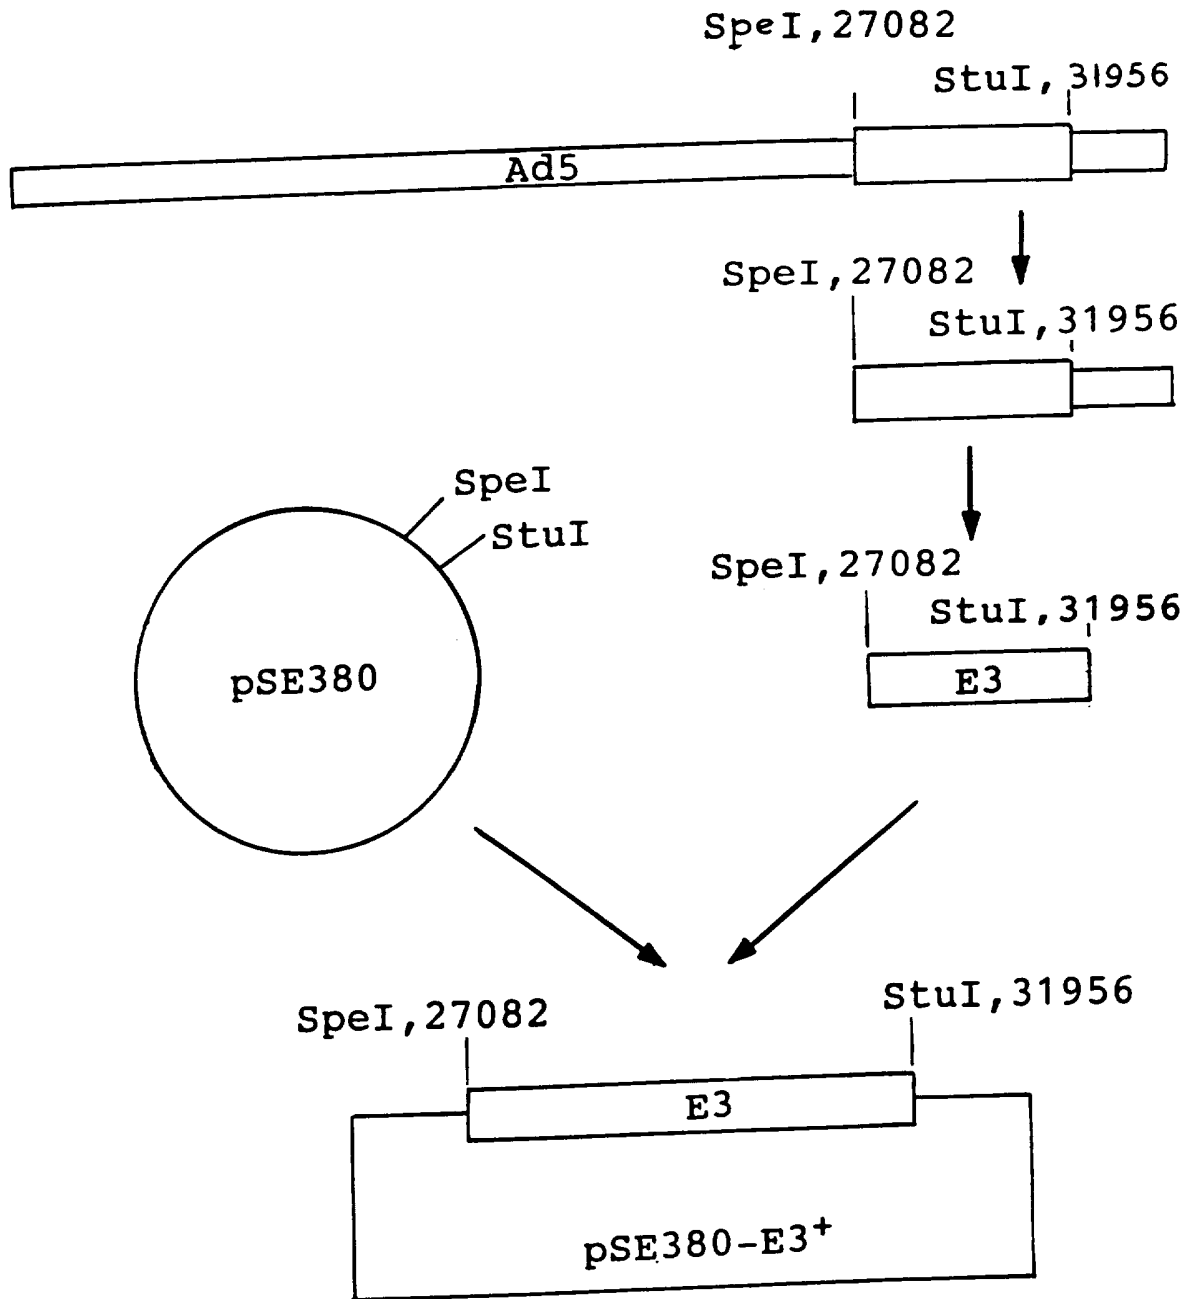 SpeI,27082
StuI, 31956
Ad5
SpeI,27082
StuI,31956
SpeI
StuI
SpeI,27082
StuI,31956
pSE380
E3
StuI,31956
SpeI,27082
E3
pSE380-E3⁺